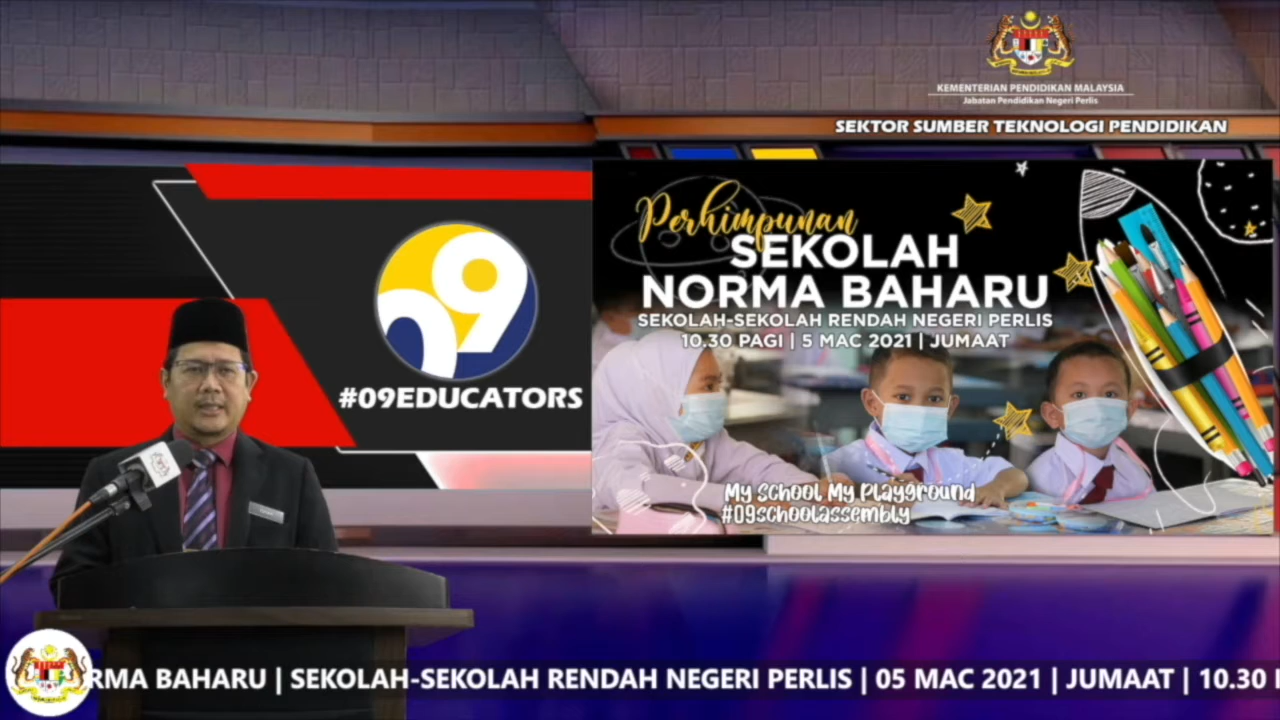 KEMENTERIAN PENDIDIKAN MALAYSIA
Jabatan Pendidikan Negeri Perlis
SEKTOR SUMBER TEKNOLOGI PENDIDIKAN
09
#09EDUCATORS
Perhimpunan
SEKOLAH
NORMA BAHARU
SEKOLAH-SEKOLAH RENDAH NEGERI PERLIS
10.30 PAGI | 5 MAC 2021 | JUMAAT
My School My Playground
#09schoolassembly
RMA BAHARU | SEKOLAH-SEKOLAH RENDAH NEGERI PERLIS | 05 MAC 2021 | JUMAAT | 10.30